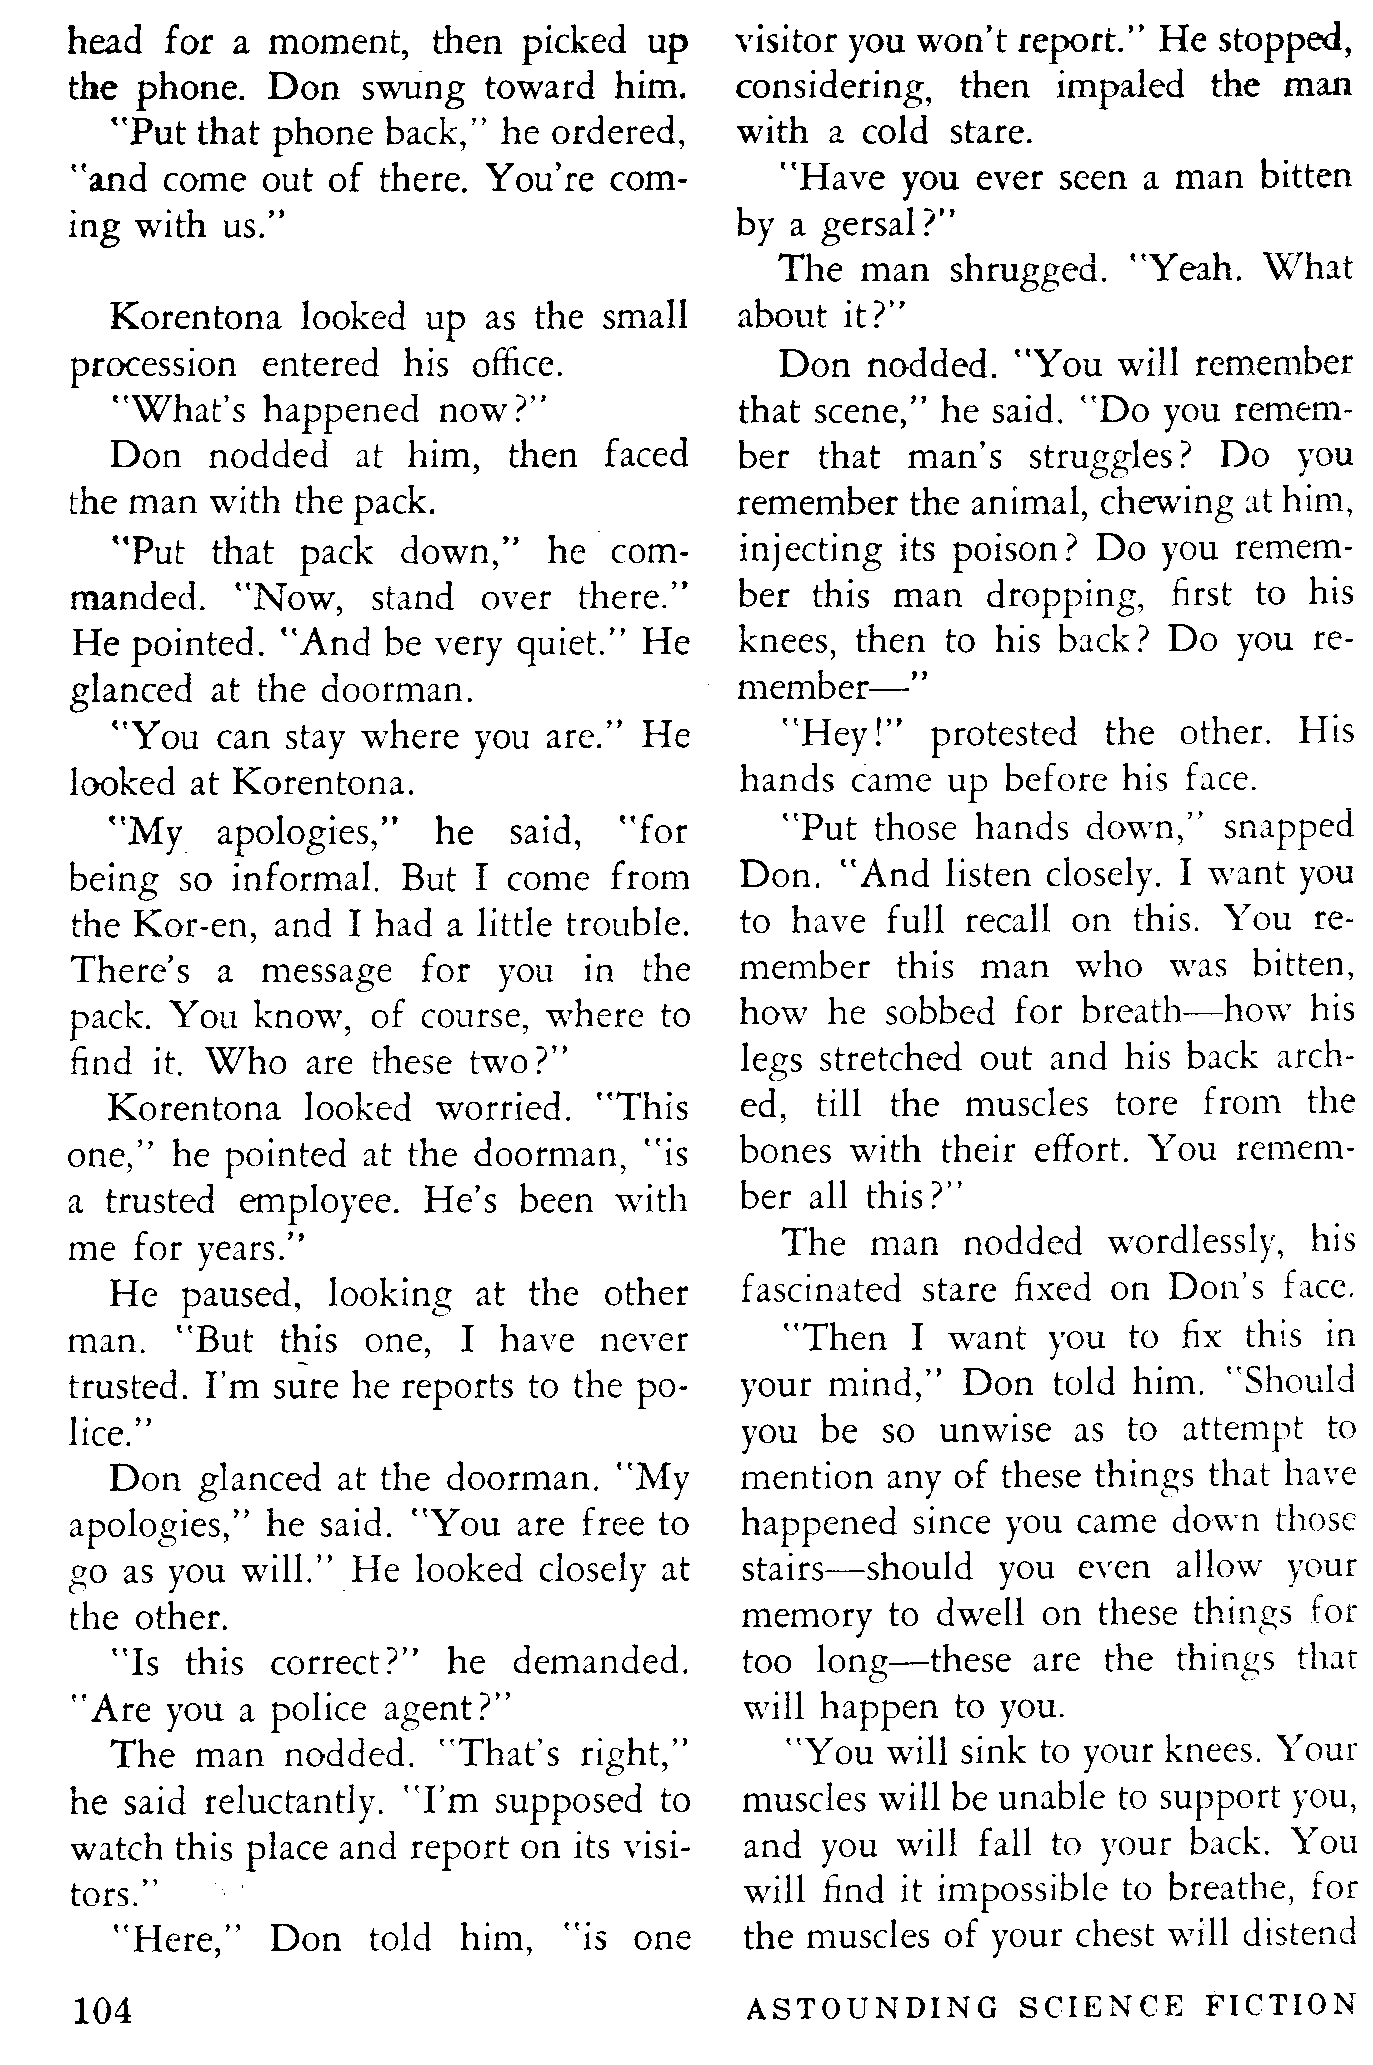 head for a moment, then picked up
the phone. Don swung toward him.
"Put that phone back," he ordered,
"and come out of there. You're com-
ing with us."
Korentona looked up as the small
procession entered his office.
"What's happened now?"
Don nodded at him, then faced
the man with the pack.
"Put that pack down," he com-
manded. "Now, stand over there."
He pointed. "And be very quiet." He
glanced at the doorman.
"You can stay where you are." He
looked at Korentona.
"My apologies," he said, "for
being so informal. But I come from
the Kor-en, and I had a little trouble.
There's a message for you in the
pack. You know, of course, where to
find it. Who are these two?"
Korentona looked worried. "This
one," he pointed at the doorman, "is
a trusted employee. He's been with
me for years."
He paused, looking at the other
man. "But this one, I have never
trusted. I'm sure he reports to the po-
lice."
Don glanced at the doorman. "My
apologies," he said. "You are free to
go as you will." He looked closely at
the other.
"Is this correct?" he demanded.
"Are you a police agent?"
The man nodded. "That's right,"
he said reluctantly. "I'm supposed to
watch this place and report on its visi-
tors."
"Here," Don told him, "is one
visitor you won't report." He stopped,
considering, then impaled the man
with a cold stare.
"Have you ever seen a man bitten
by a gersal?"
The man shrugged. "Yeah. What
about it?"
Don nodded. "You will remember
that scene," he said. "Do you remem-
ber that man's struggles? Do you
remember the animal, chewing at him,
injecting its poison? Do you remem-
ber this man dropping, first to his
knees, then to his back? Do you re-
member—"
"Hey!" protested the other. His
hands came up before his face.
"Put those hands down," snapped
Don. "And listen closely. I want you
to have full recall on this. You re-
member this man who was bitten,
how he sobbed for breath—how his
legs stretched out and his back arch-
ed, till the muscles tore from the
bones with their effort. You remem-
ber all this?"
The man nodded wordlessly, his
fascinated stare fixed on Don's face.
"Then I want you to fix this in
your mind," Don told him. "Should
you be so unwise as to attempt to
mention any of these things that have
happened since you came down those
stairs—should you even allow your
memory to dwell on these things for
too long—these are the things that
will happen to you.
"You will sink to your knees. Your
muscles will be unable to support you,
and you will fall to your back. You
will find it impossible to breathe, for
the muscles of your chest will distend
104
ASTOUNDING SCIENCE FICTION